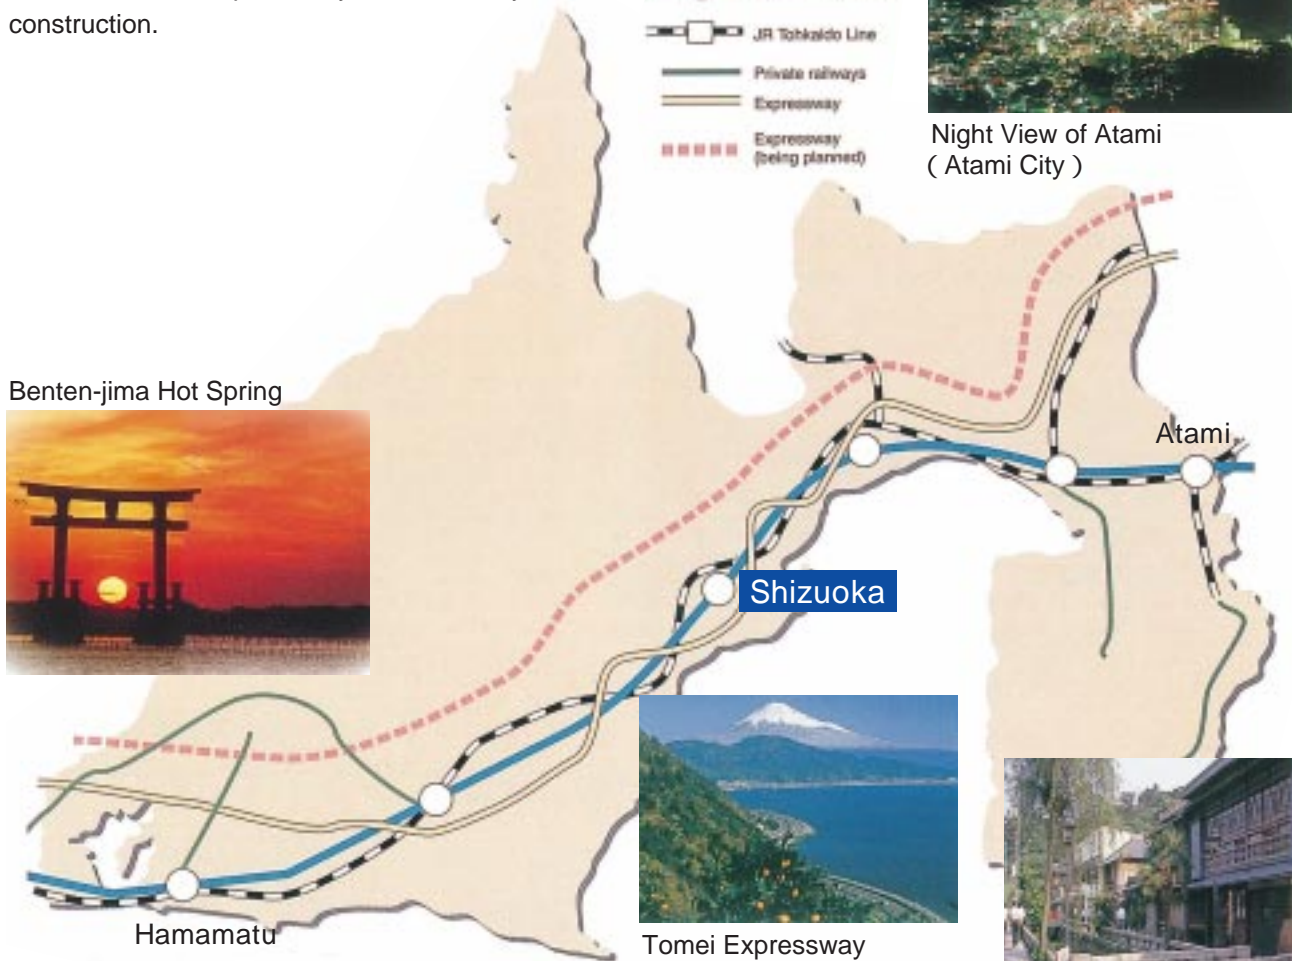 construction.
JR Tohkaido Line
Private railways
Expressway
Expressway
(being planned)
Night View of Atami
( Atami City )
Benten-jima Hot Spring
Atami
Shizuoka
Hamamatu
Tomei Expressway